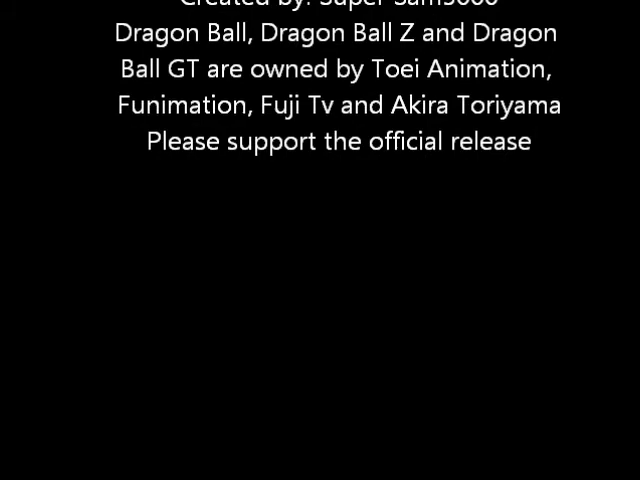 Created by: Super Sam5000
Dragon Ball, Dragon Ball Z and Dragon
Ball GT are owned by Toei Animation,
Funimation, Fuji Tv and Akira Toriyama
Please support the official release